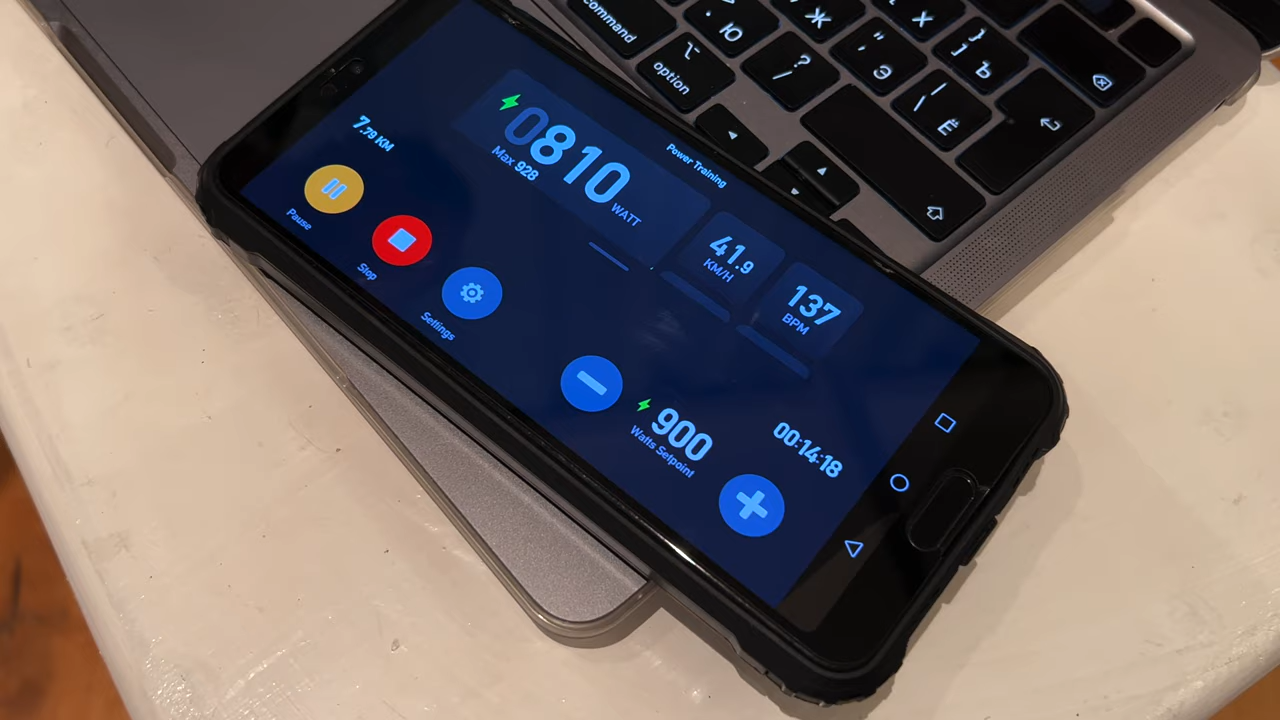 Power Training
7.79 KM
0810
WATT
Max 928
41.9
KM/H
137
BPM
Pause
Stop
Settings
900
Watts Setpoint
00:14:18
command
option
Ю
Ж
Х
?
/
"
'
Э
}
]
Ъ
Ё